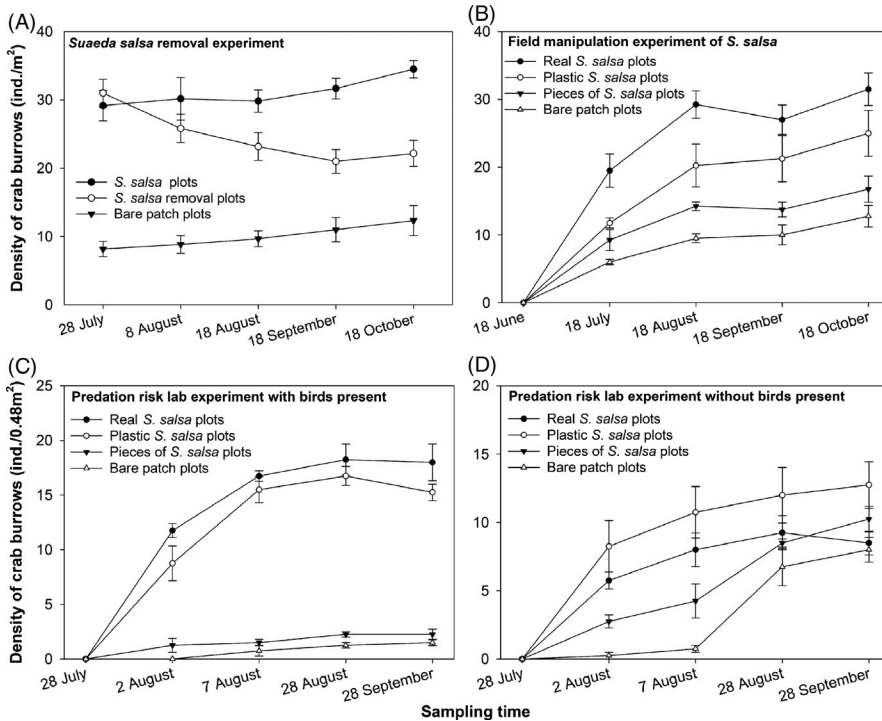 (A)
Suaeda salsa removal experiment
Density of crab burrows (ind./m²)
40
30
20
10
0
S. salsa plots
S. salsa removal plots
Bare patch plots
28 July
8 August
18 August
18 September
18 October
(B)
Field manipulation experiment of S. salsa
Real S. salsa plots
Plastic S. salsa plots
Pieces of S. salsa plots
Bare patch plots
40
30
20
10
0
18 June
18 July
18 August
18 September
18 October
(C)
Predation risk lab experiment with birds present
Real S. salsa plots
Plastic S. salsa plots
Pieces of S. salsa plots
Bare patch plots
Density of crab burrows (ind./0.48m²)
25
20
15
10
5
0
28 July
2 August
7 August
28 August
28 September
(D)
Predation risk lab experiment without birds present
Real S. salsa plots
Plastic S. salsa plots
Pieces of S. salsa plots
Bare patch plots
20
15
10
5
0
28 July
2 August
7 August
28 August
28 September
Sampling time